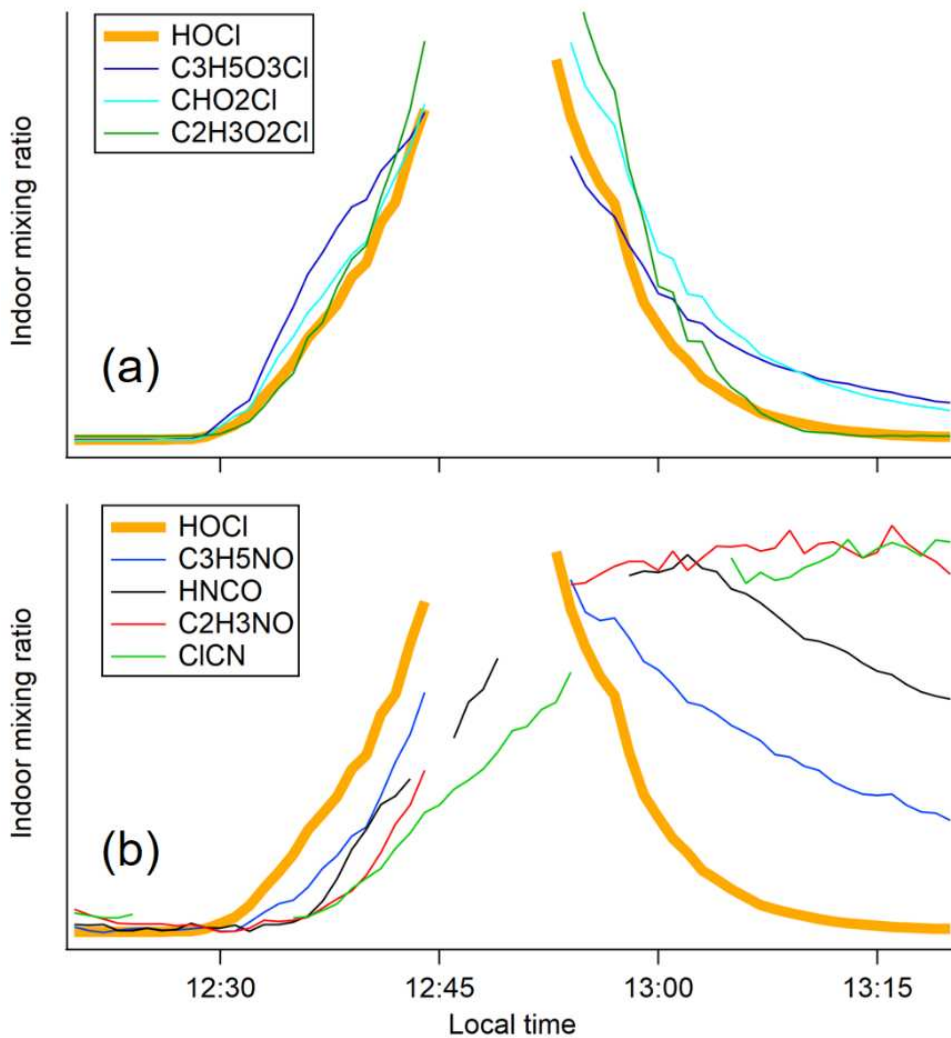 HOCl
C3H5O3Cl
CHO2Cl
C2H3O2Cl
Indoor mixing ratio
(a)
HOCl
C3H5NO
HNCO
C2H3NO
ClCN
Indoor mixing ratio
(b)
12:30 12:45 13:00 13:15
Local time